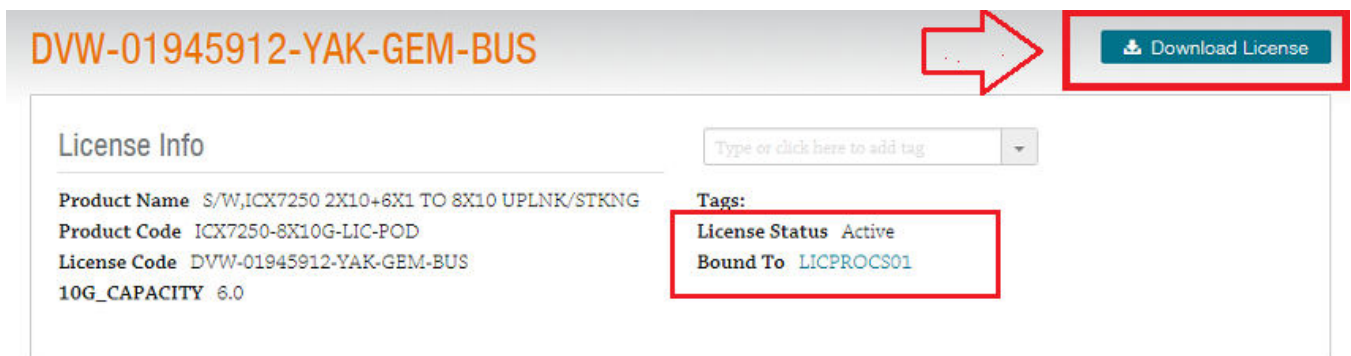 DVW-01945912-YAK-GEM-BUS
Download License
License Info
Type or click here to add tag
Product Name S/W,ICX7250 2X10+6X1 TO 8X10 UPLNK/STKNG
Product Code ICX7250-8X10G-LIC-POD
License Code DVW-01945912-YAK-GEM-BUS
10G_CAPACITY 6.0
Tags:
License Status Active
Bound To LICPROCS01